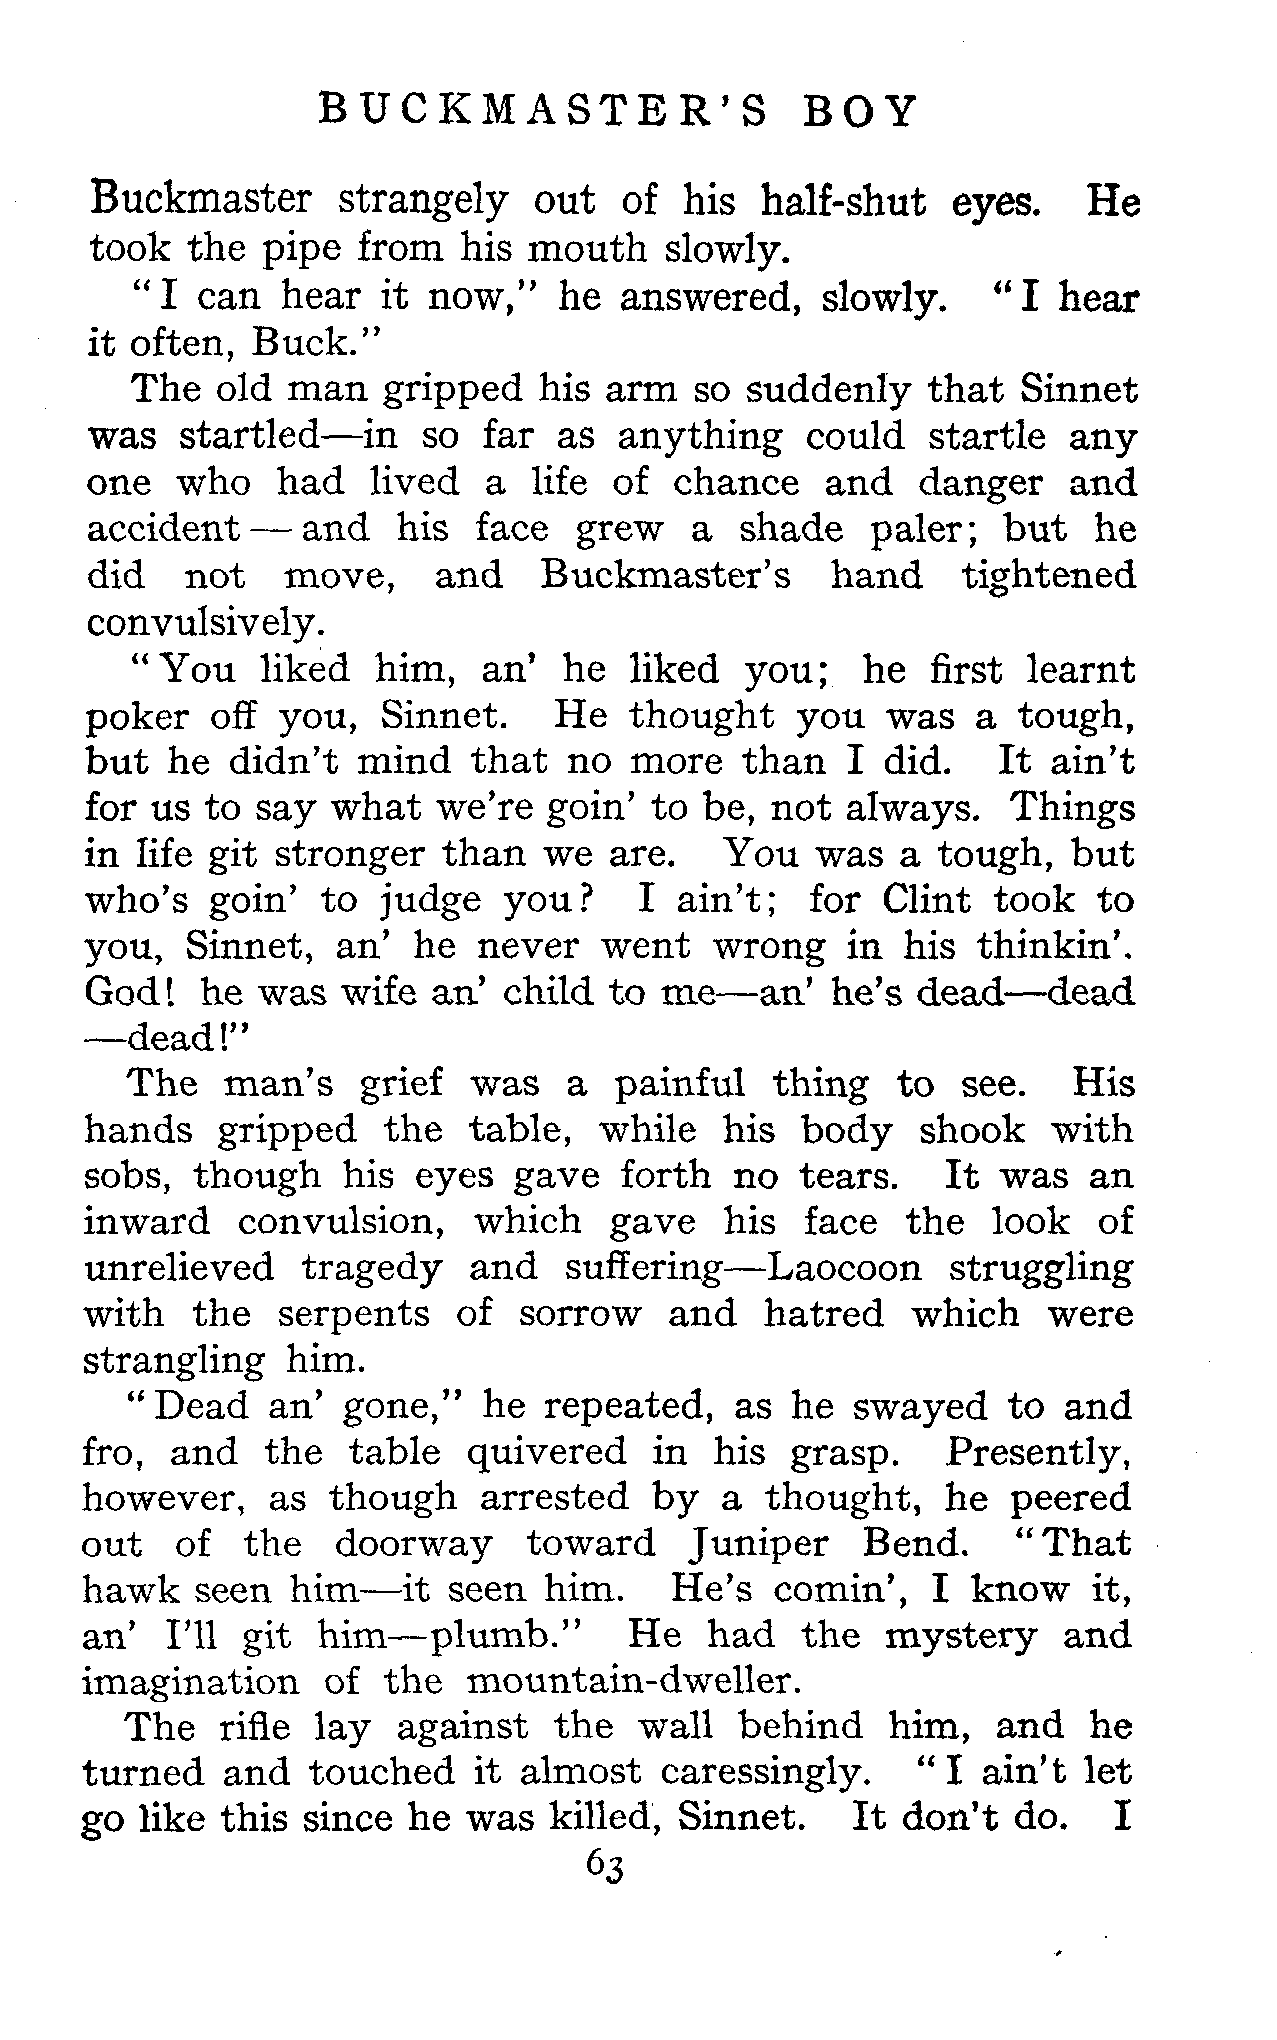 BUCKMASTER'S BOY
Buckmaster strangely out of his half-shut eyes. He
took the pipe from his mouth slowly.
"I can hear it now," he answered, slowly. "I hear
it often, Buck."
The old man gripped his arm so suddenly that Sinnet
was startled—in so far as anything could startle any
one who had lived a life of chance and danger and
accident—and his face grew a shade paler; but he
did not move, and Buckmaster's hand tightened
convulsively.
"You liked him, an' he liked you; he first learnt
poker off you, Sinnet. He thought you was a tough,
but he didn't mind that no more than I did. It ain't
for us to say what we're goin' to be, not always. Things
in life git stronger than we are. You was a tough, but
who's goin' to judge you? I ain't; for Clint took to
you, Sinnet, an' he never went wrong in his thinkin'.
God! he was wife an' child to me—an' he's dead—dead
—dead!"
The man's grief was a painful thing to see. His
hands gripped the table, while his body shook with
sobs, though his eyes gave forth no tears. It was an
inward convulsion, which gave his face the look of
unrelieved tragedy and suffering—Laocoon struggling
with the serpents of sorrow and hatred which were
strangling him.
"Dead an' gone," he repeated, as he swayed to and
fro, and the table quivered in his grasp. Presently,
however, as though arrested by a thought, he peered
out of the doorway toward Juniper Bend. "That
hawk seen him—it seen him. He's comin', I know it,
an' I'll git him—plumb." He had the mystery and
imagination of the mountain-dweller.
The rifle lay against the wall behind him, and he
turned and touched it almost caressingly. "I ain't let
go like this since he was killed, Sinnet. It don't do. I
63